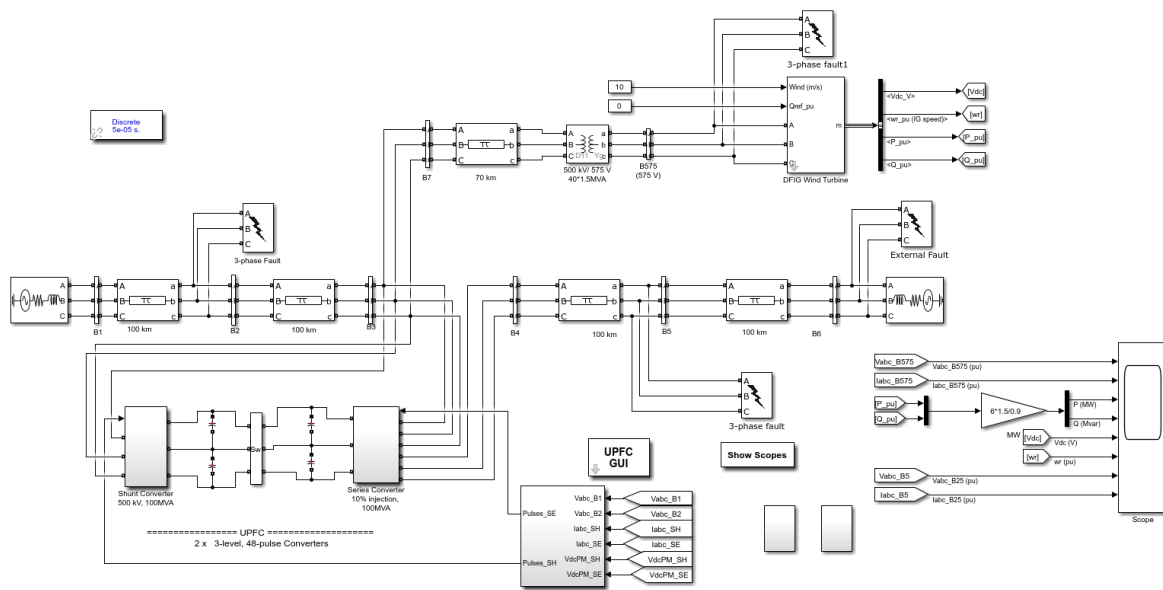 A
B
C
3-phase fault1
10
0
Wind (m/s)
Qref_pu
A
B
C
m
DFIG Wind Turbine
<Vdc_V>
<wr_pu (IG speed)>
<P_pu>
<Q_pu>
[Vdc]
[wr]
[P_pu]
[Q_pu]
Discrete
5e-05 s.
B7
A a
B b
C c
70 km
A a
B b
C c
500 kV/ 575 V
40*1.5MVA
B575
(575 V)
A
B
C
3-phase Fault
A
B
C
External Fault
A
B
C
B1
A a
B b
C c
100 km
B2
A a
B b
C c
100 km
B3
B4
A a
B b
C c
100 km
B5
A a
B b
C c
100 km
B6
A
B
C
A
B
C
3-phase fault
Shunt Converter
500 kV, 100MVA
Sw
Series Converter
10% injection,
100MVA
================ UPFC ====================
2 x 3-level, 48-pulse Converters
UPFC
GUI
Show Scopes
Pulses_SE
Pulses_SH
Vabc_B1
Vabc_B2
Iabc_SH
Iabc_SE
VdcPM_SH
VdcPM_SE
Vabc_B1
Vabc_B2
Iabc_SH
Iabc_SE
VdcPM_SH
VdcPM_SE
Vabc_B575
Vabc_B575 (pu)
Iabc_B575
Iabc_B575 (pu)
[P_pu]
[Q_pu]
6*1.5/0.9
P (MW)
Q (Mvar)
MW
[Vdc]
Vdc (V)
[wr]
wr (pu)
Vabc_B5
Vabc_B25 (pu)
Iabc_B5
Iabc_B25 (pu)
Scope